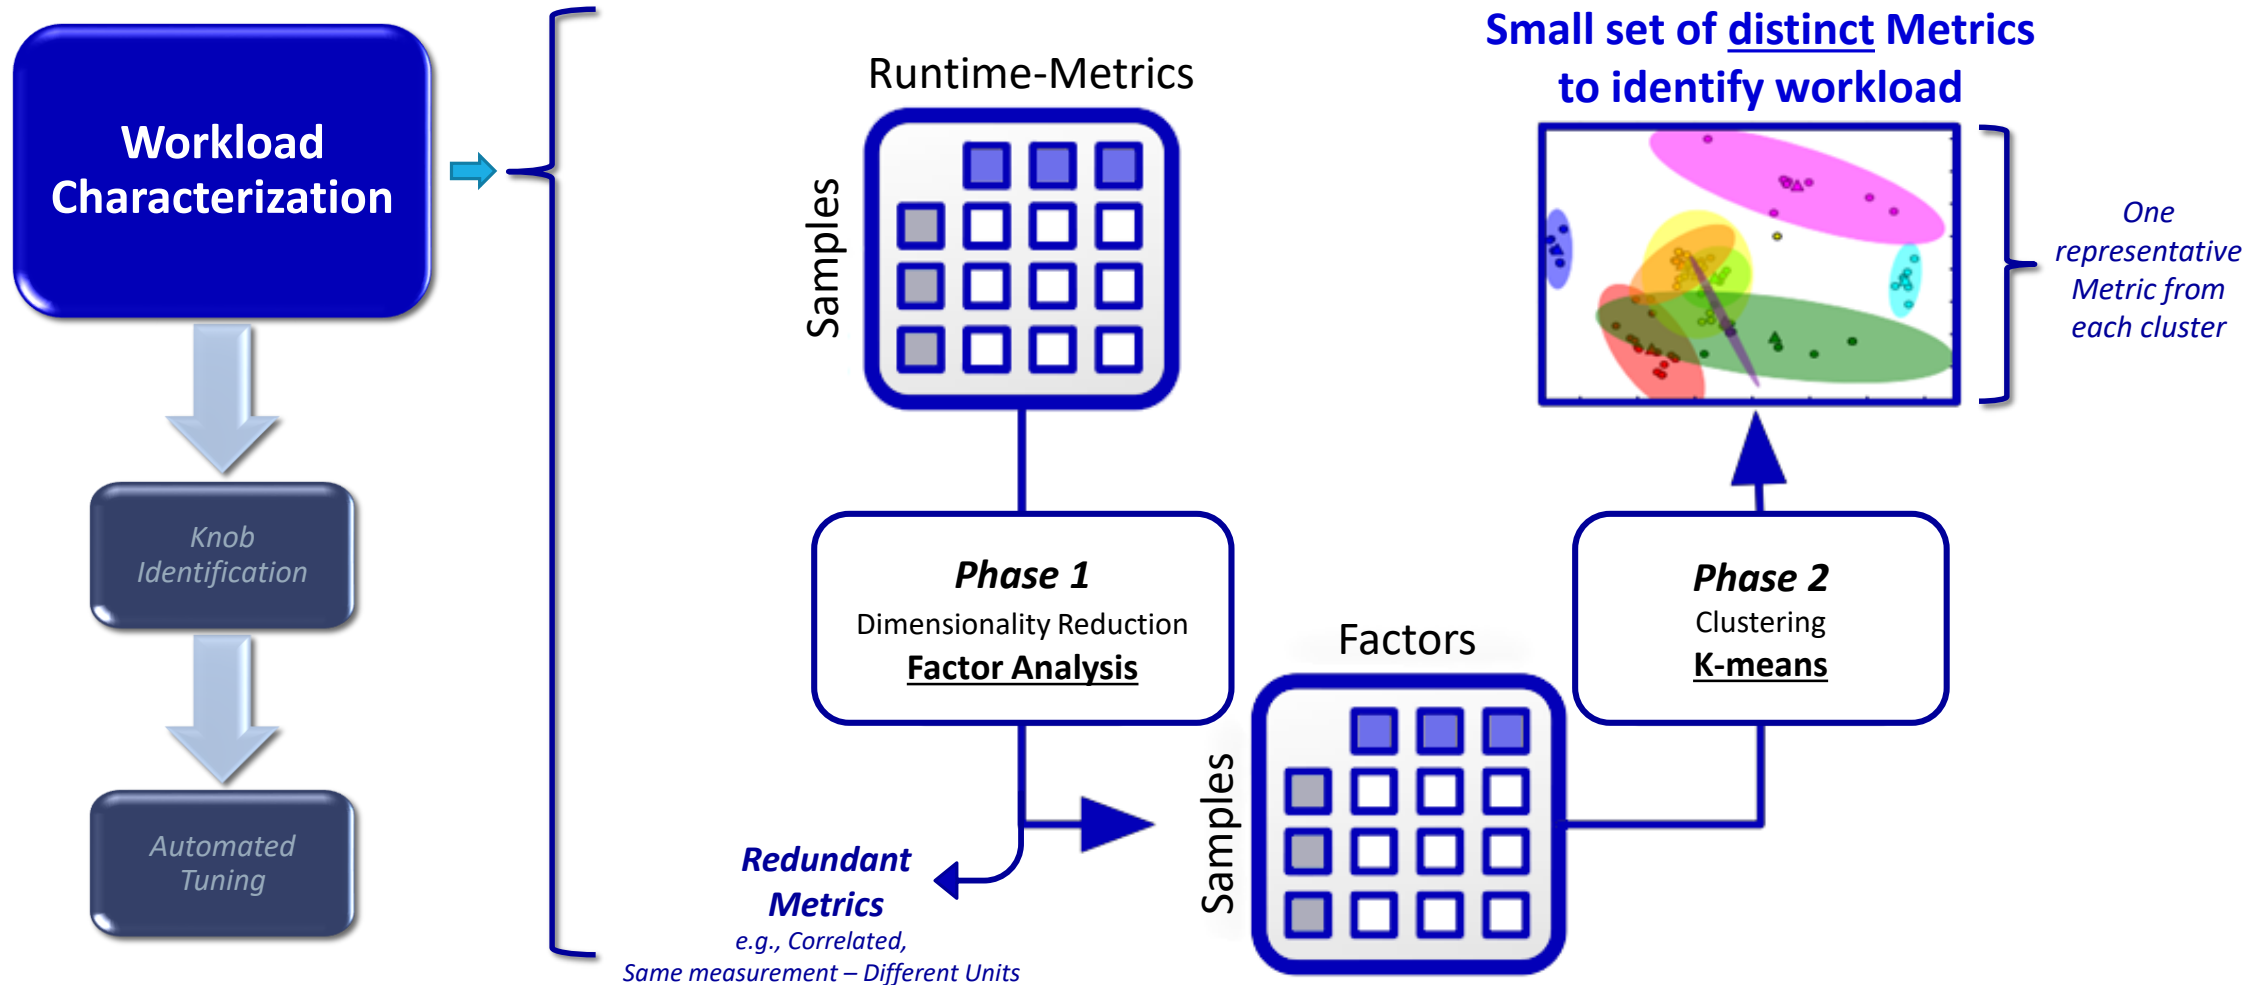 Workload
Characterization
Knob
Identification
Automated
Tuning
Runtime-Metrics
Samples
Phase 1
Dimensionality Reduction
Factor Analysis
Redundant
Metrics
e.g., Correlated,
Same measurement – Different Units
Factors
Samples
Phase 2
Clustering
K-means
Small set of distinct Metrics
to identify workload
One
representative
Metric from
each cluster